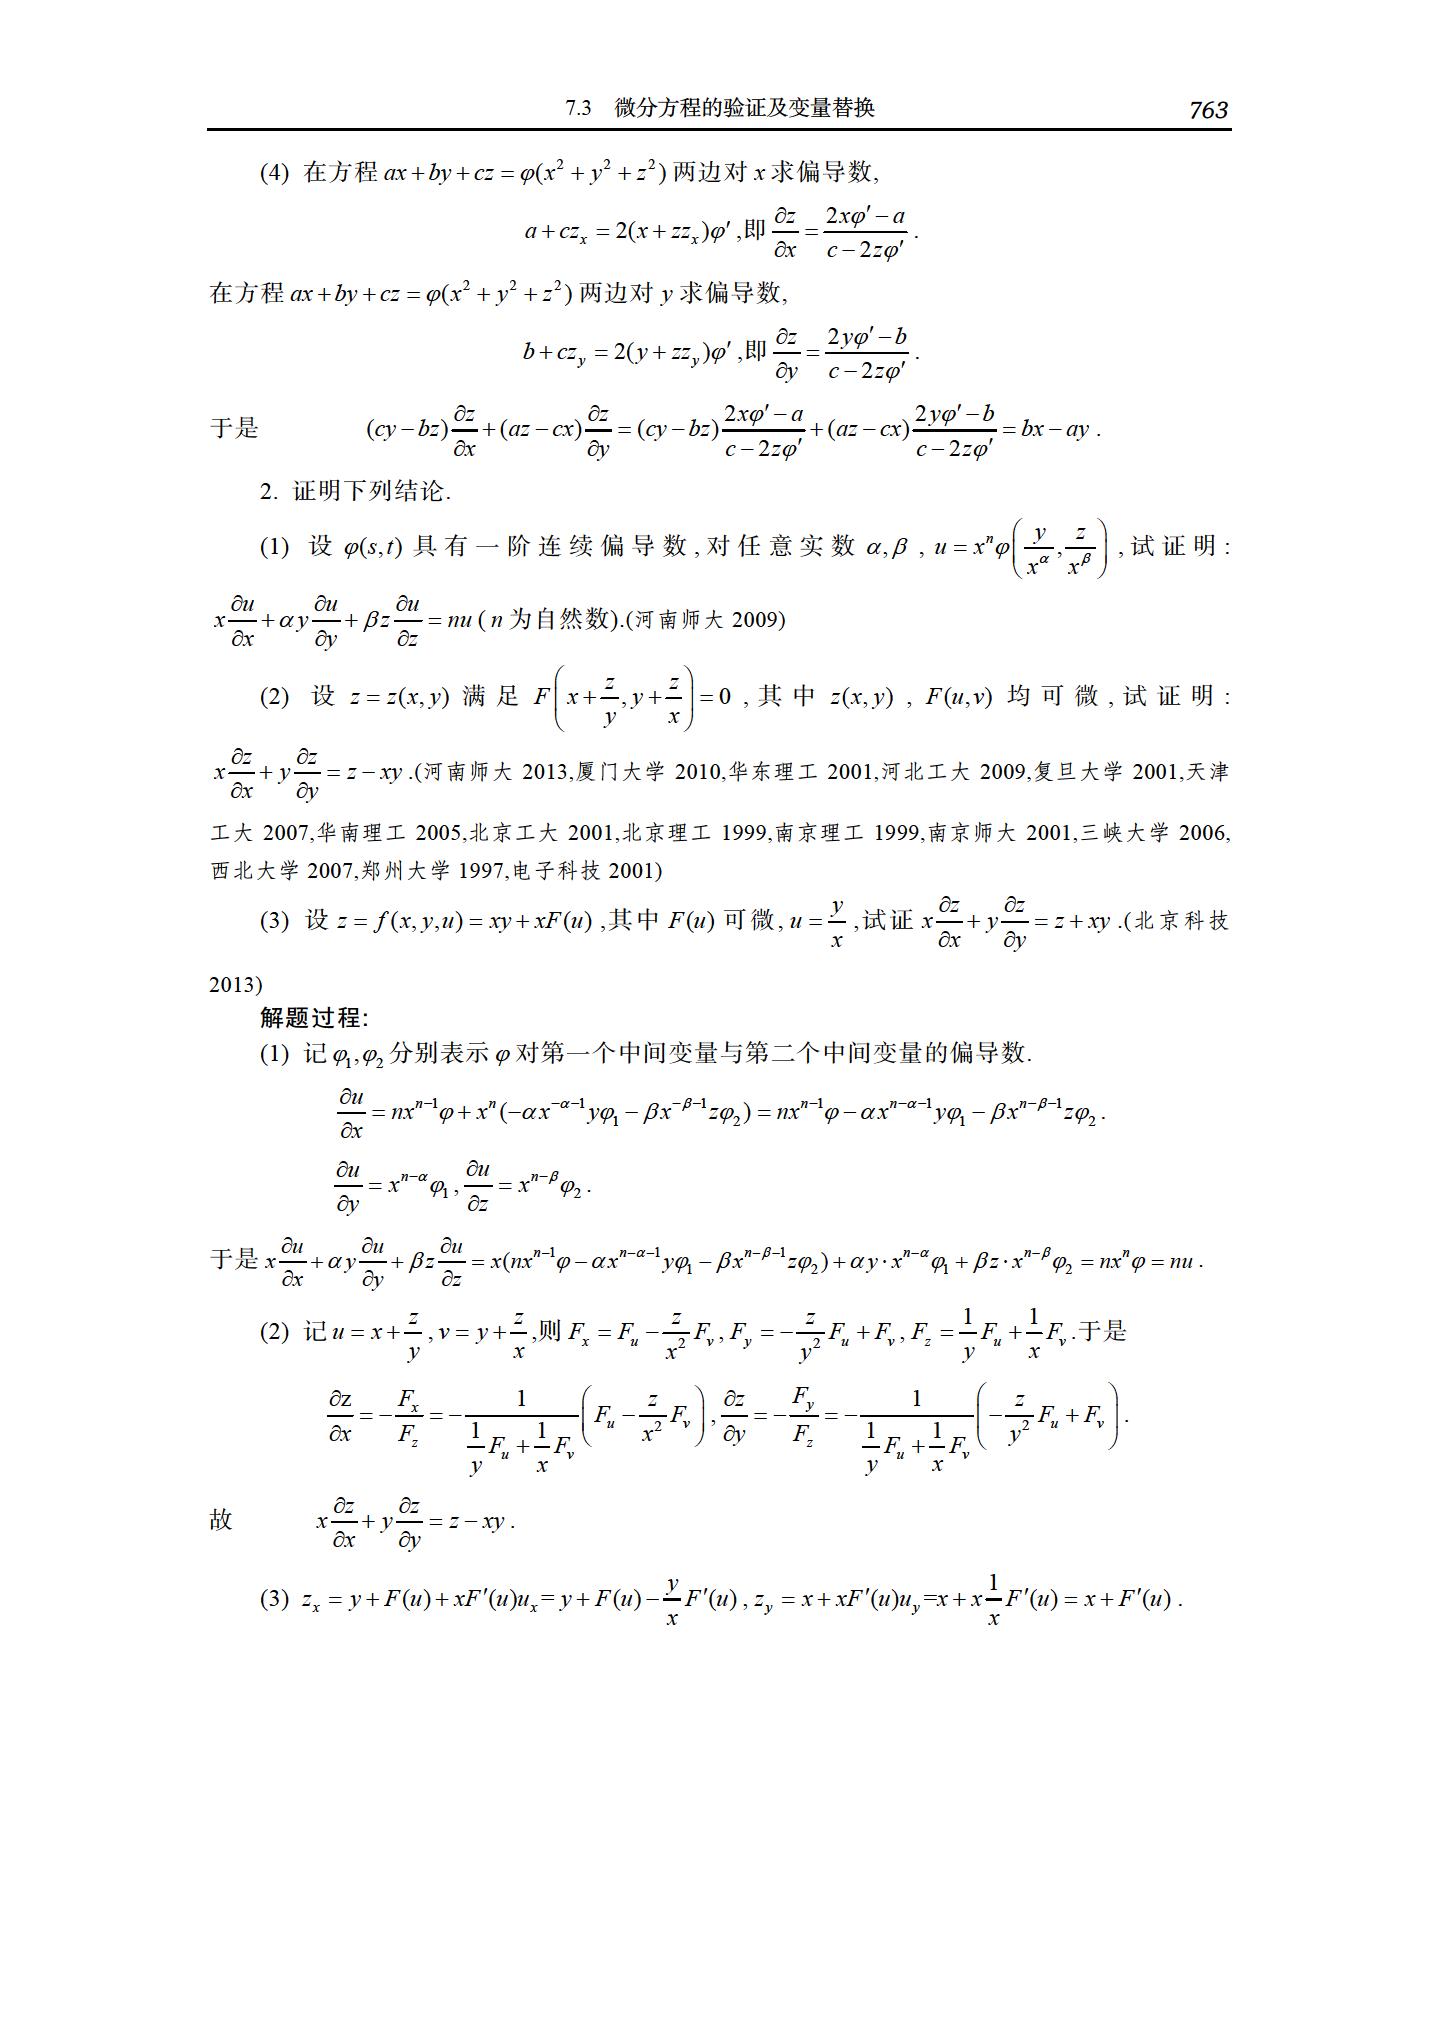 7.3 微分方程的验证及变量替换 763
(4) 在方程 $ax+by+cz=\varphi(x^2+y^2+z^2)$ 两边对 $x$ 求偏导数,
$a+cz_x=2(x+zz_x)\varphi'$ ,即 $\frac{\partial z}{\partial x}=\frac{2x\varphi'-a}{c-2z\varphi'}$ .
在方程 $ax+by+cz=\varphi(x^2+y^2+z^2)$ 两边对 $y$ 求偏导数,
$b+cz_y=2(y+zz_y)\varphi'$ ,即 $\frac{\partial z}{\partial y}=\frac{2y\varphi'-b}{c-2z\varphi'}$ .
于是 $(cy-bz)\frac{\partial z}{\partial x}+(az-cx)\frac{\partial z}{\partial y}=(cy-bz)\frac{2x\varphi'-a}{c-2z\varphi'}+(az-cx)\frac{2y\varphi'-b}{c-2z\varphi'}=bx-ay$ .
2. 证明下列结论.
(1) 设 $\varphi(s,t)$ 具有一阶连续偏导数,对任意实数 $\alpha,\beta$ , $u=x^n\varphi\left(\frac{y}{x^\alpha},\frac{z}{x^\beta}\right)$ ,试证明:
$x\frac{\partial u}{\partial x}+\alpha y\frac{\partial u}{\partial y}+\beta z\frac{\partial u}{\partial z}=nu$ ( $n$ 为自然数).(河南师大 2009)
(2) 设 $z=z(x,y)$ 满足 $F\left(x+\frac{z}{y},y+\frac{z}{x}\right)=0$ ,其中 $z(x,y)$ , $F(u,v)$ 均可微,试证明:
$x\frac{\partial z}{\partial x}+y\frac{\partial z}{\partial y}=z-xy$ .(河南师大 2013,厦门大学 2010,华东理工 2001,河北工大 2009,复旦大学 2001,天津
工大 2007,华南理工 2005,北京工大 2001,北京理工 1999,南京理工 1999,南京师大 2001,三峡大学 2006,
西北大学 2007,郑州大学 1997,电子科技 2001)
(3) 设 $z=f(x,y,u)=xy+xF(u)$ ,其中 $F(u)$ 可微, $u=\frac{y}{x}$ ,试证 $x\frac{\partial z}{\partial x}+y\frac{\partial z}{\partial y}=z+xy$ .(北京科技
2013)
解题过程:
(1) 记 $\varphi_1,\varphi_2$ 分别表示 $\varphi$ 对第一个中间变量与第二个中间变量的偏导数.
$\frac{\partial u}{\partial x}=nx^{n-1}\varphi+x^n(-\alpha x^{-\alpha-1}y\varphi_1-\beta x^{-\beta-1}z\varphi_2)=nx^{n-1}\varphi-\alpha x^{n-\alpha-1}y\varphi_1-\beta x^{n-\beta-1}z\varphi_2$ .
$\frac{\partial u}{\partial y}=x^{n-\alpha}\varphi_1,\frac{\partial u}{\partial z}=x^{n-\beta}\varphi_2$ .
于是 $x\frac{\partial u}{\partial x}+\alpha y\frac{\partial u}{\partial y}+\beta z\frac{\partial u}{\partial z}=x(nx^{n-1}\varphi-\alpha x^{n-\alpha-1}y\varphi_1-\beta x^{n-\beta-1}z\varphi_2)+\alpha y\cdot x^{n-\alpha}\varphi_1+\beta z\cdot x^{n-\beta}\varphi_2=nx^n\varphi=nu$ .
(2) 记 $u=x+\frac{z}{y},v=y+\frac{z}{x}$ ,则 $F_x=F_u-\frac{z}{x^2}F_v,F_y=-\frac{z}{y^2}F_u+F_v,F_z=\frac{1}{y}F_u+\frac{1}{x}F_v$ .于是
$\frac{\partial z}{\partial x}=-\frac{F_x}{F_z}=-\frac{1}{\frac{1}{y}F_u+\frac{1}{x}F_v}\left(F_u-\frac{z}{x^2}F_v\right),\frac{\partial z}{\partial y}=-\frac{F_y}{F_z}=-\frac{1}{\frac{1}{y}F_u+\frac{1}{x}F_v}\left(-\frac{z}{y^2}F_u+F_v\right)$ .
故 $x\frac{\partial z}{\partial x}+y\frac{\partial z}{\partial y}=z-xy$ .
(3) $z_x=y+F(u)+xF'(u)u_x=y+F(u)-\frac{y}{x}F'(u)$ , $z_y=x+xF'(u)u_y=x+x\frac{1}{x}F'(u)=x+F'(u)$ .